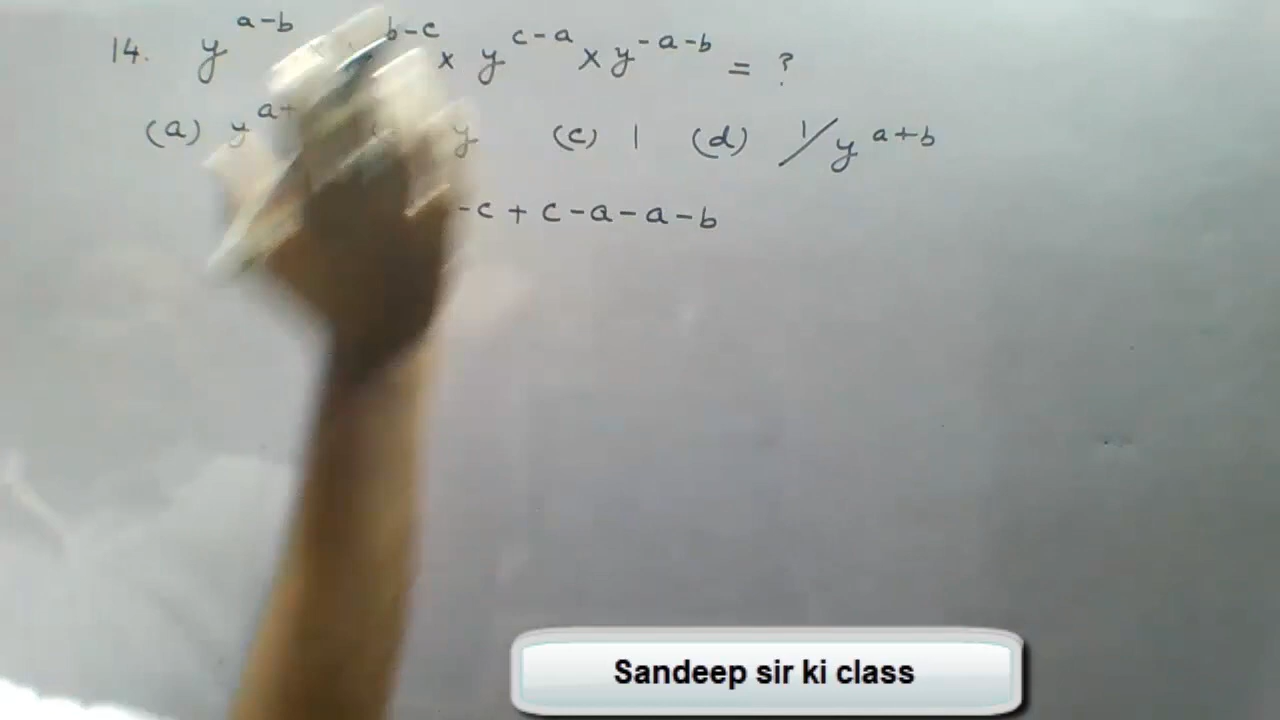 14. y^{a-b} ^{b-c} × y^{c-a} × y^{-a-b} = ?
(a) y^{a+} y (c) 1 (d) 1/y^{a+b}
-c + c-a-a-b
Sandeep sir ki class